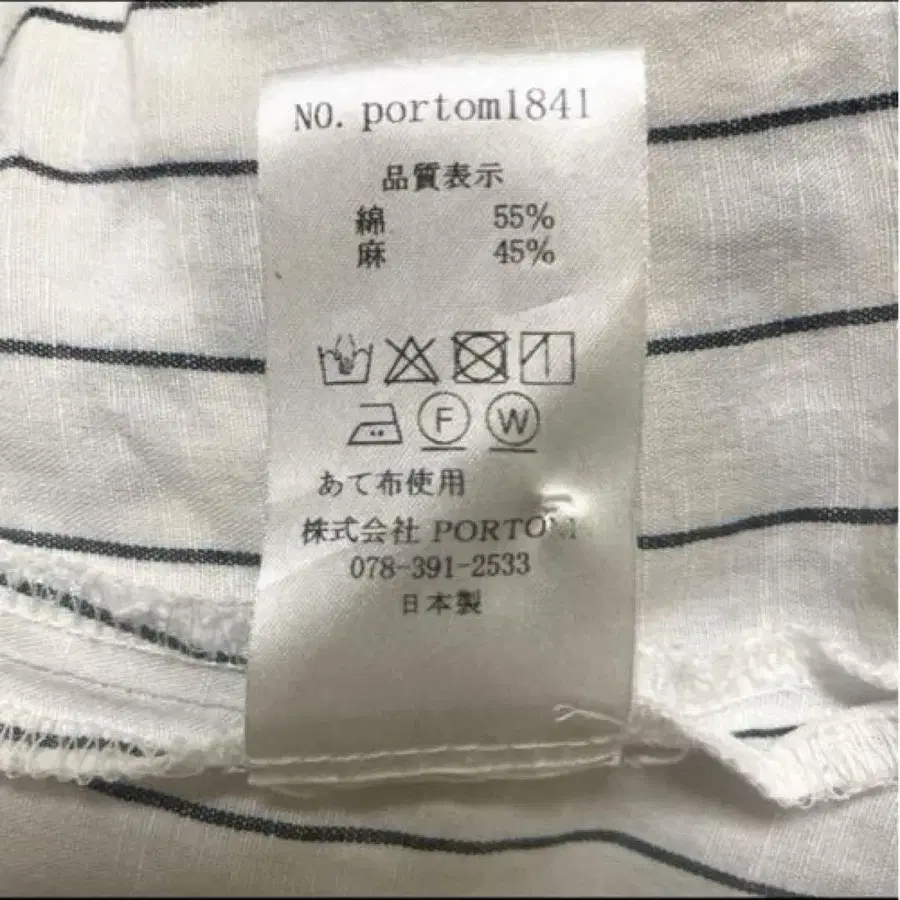 NO. portom1841
品質表示
綿 55%
麻 45%
F W
あて布使用
株式会社 PORTOM
078-391-2533
日本製